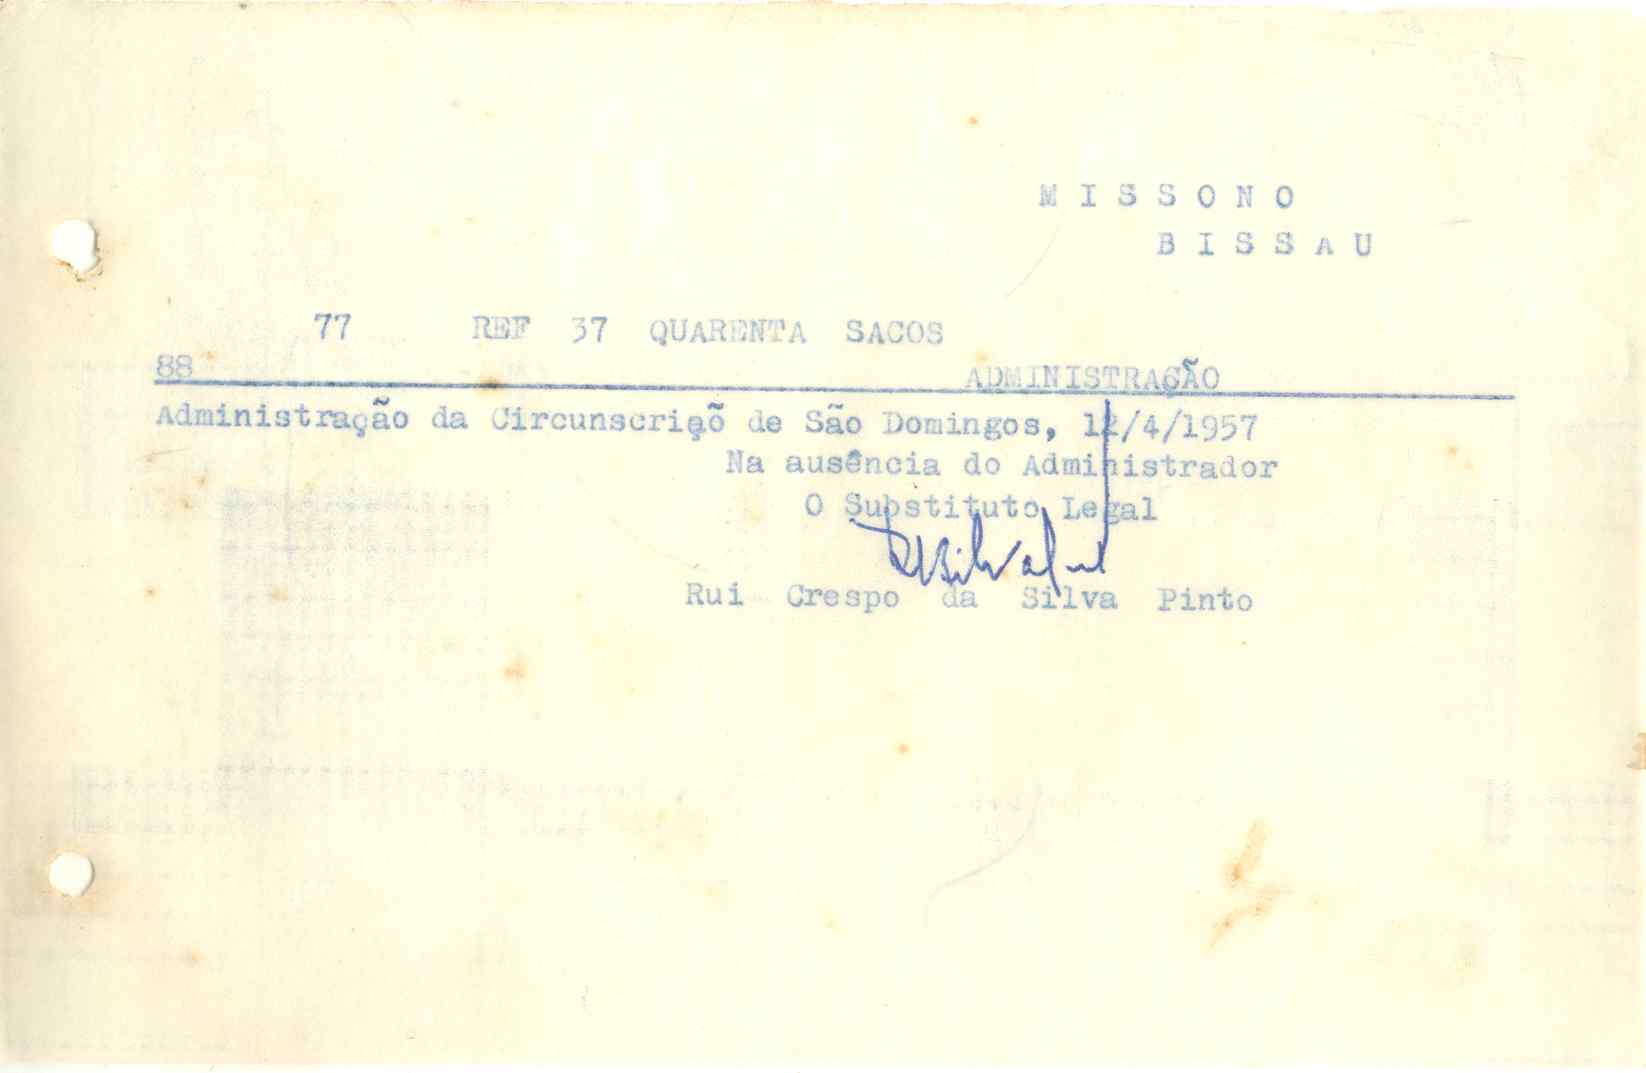 M I S S O N O
B I S S A U
77 REF 37 QUARENTA SACOS
88 ADMINISTRAÇÃO
Administração da Circunscriçõ de São Domingos, 12/4/1957
Na ausência do Administrador
O Substituto Legal
Rui Crespo da Silva Pinto